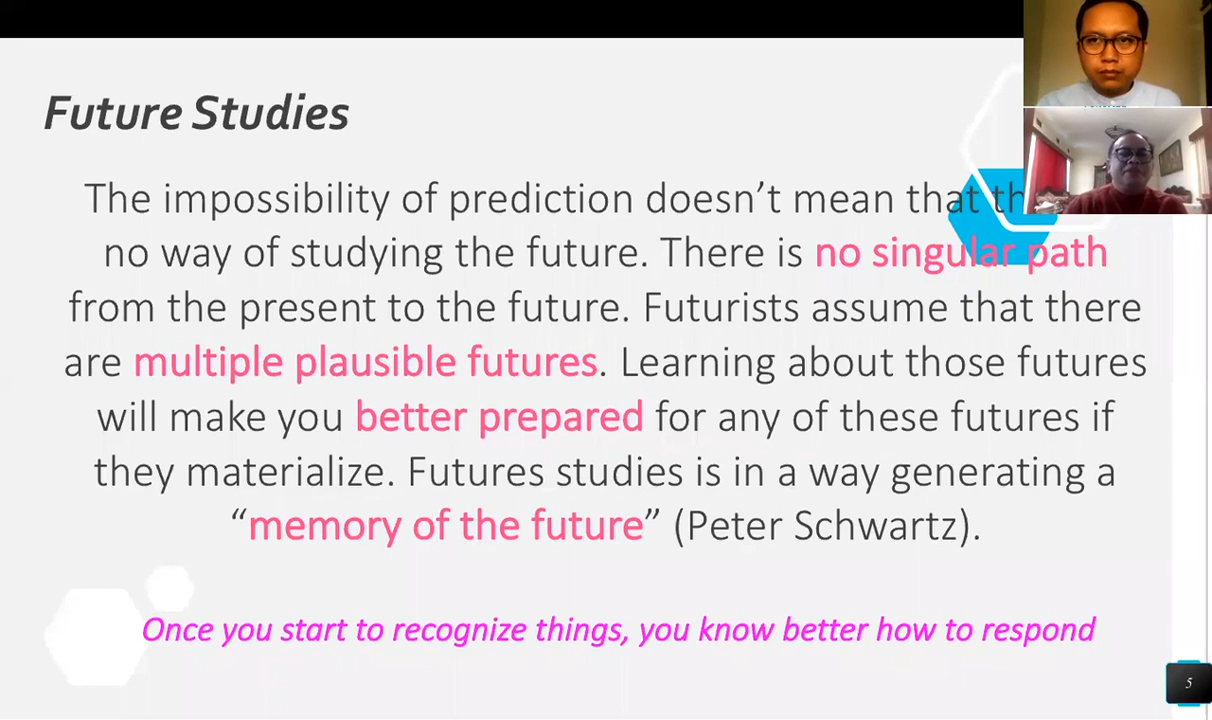 Future Studies
The impossibility of prediction doesn’t mean that
no way of studying the future. There is no singular path
from the present to the future. Futurists assume that there
are multiple plausible futures. Learning about those futures
will make you better prepared for any of these futures if
they materialize. Futures studies is in a way generating a
“memory of the future” (Peter Schwartz).
Once you start to recognize things, you know better how to respond
5